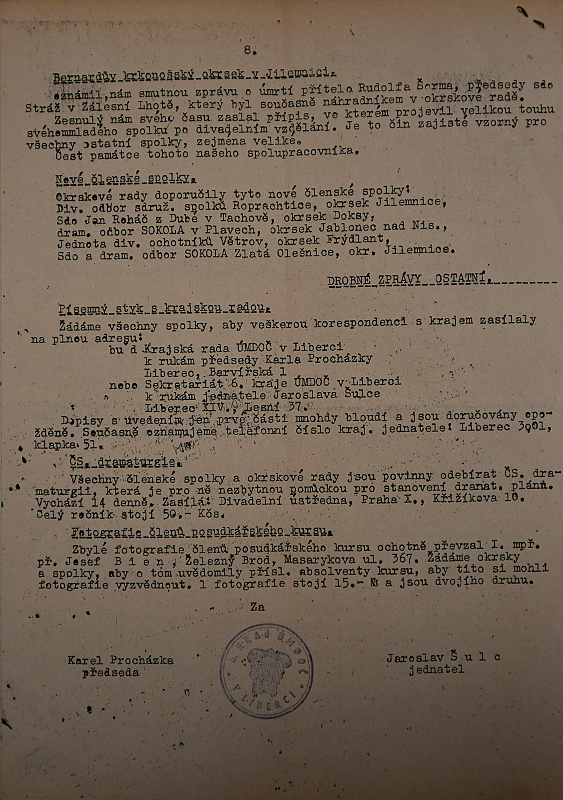 8.
Bernardův krkonošský okrsek v Jilemnici.
oznámil nám smutnou zprávu o úmrtí přítele Rudolfa Šorma, předsedy sdo
Stráž v Zálesní Lhotě, který byl současně náhradníkem v okrskové radě.
Zesnulý nám svého času zaslal přípis, ve kterém projevil velikou touhu
svéhommladého spolku po divadelním vzdělání. Je to čin zajisté vzorný pro
všechny ostatní spolky, zejména veliké.
Čest památce tohoto našeho spolupracovníka.
Nové členské spolky.
Okrskové rady doporučily tyto nové členské spolky:
Div. odbor sdruž. spolků Roprachtice, okrsek Jilemnice,
Sdo Jan Roháč z Dubé v Tachově, okrsek Doksy,
dram. odbor SOKOLA v Plavech, okrsek Jablonec nad Nis.,
Jednota div. ochotníků Větrov, okrsek Frýdlant,
Sdo a dram. odbor SOKOLA Zlatá Olešnice, okr. Jilemnice.
DROBNÉ ZPRÁVY OSTATNÍ.
Písemný styk s krajskou radou.
Žádáme všechny spolky, aby veškerou korespondenci s krajem zasílaly
na plnou adresu:
bu d Krajská rada ÚMDOČ v Liberci
k rukám předsedy Karla Procházky
Liberec, Barvířská 1
nebo Sekretariát 6. kraje ÚMDOČ v Liberci
k rukám jednatele Jaroslava Šulce
Liberec XIV., Lesní 37.
Dopisy s uvedením jen prvé části mnohdy bloudí a jsou doručovány opo-
žděně. Současně oznamujeme telefonní číslo kraj. jednatele: Liberec 3901,
klapka 51.
ČS. dramaturgie.
Všechny členské spolky a okrskové rady jsou povinny odebírat ČS. dra-
maturgii, která je pro ně nezbytnou pomůckou pro stanovení dramat. plánů.
Vychází 14 denně. Zasílá: Divadelní ústředna, Praha X., Křižíkova 10.
Celý ročník stojí 50.- Kčs.
Fotografie členů posudkářského kursu.
Zbylé fotografie členů posudkářského kursu ochotně převzal I. mpř.
př. Josef B i e n , Železný Brod, Masarykova ul. 367. Žádáme okrsky
a spolky, aby o tom uvědomily přísl. absolventy kursu, aby tito si mohli
fotografie vyzvědnout. 1 fotografie stojí 15.- a jsou dvojího druhu.
Za
KRAJ ÚMDOČ
V LIBERCI
Karel Procházka
předseda
Jaroslav Š u l c
jednatel